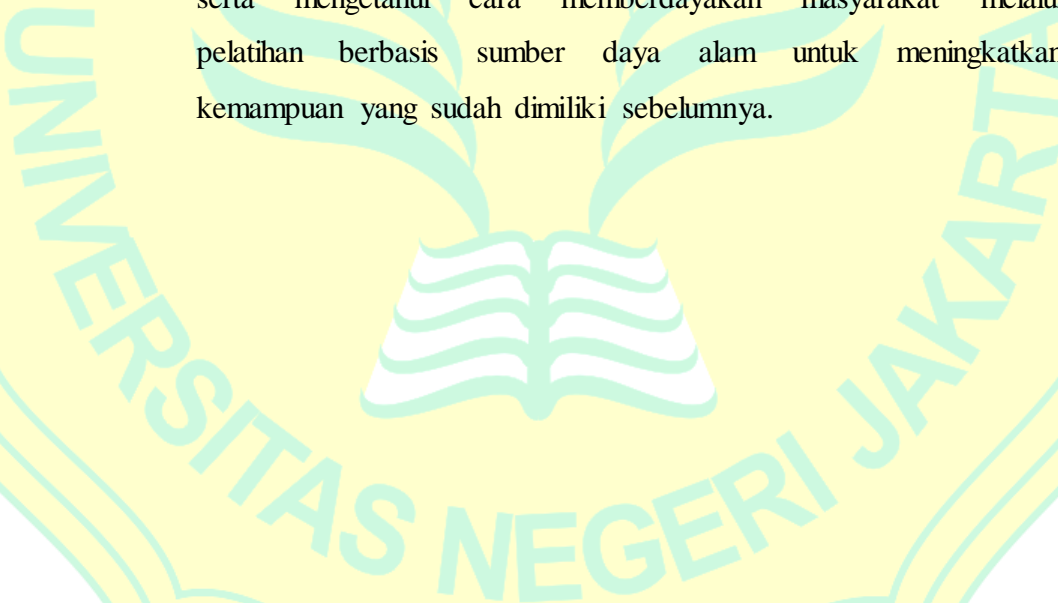 serta mengetahui cara memberdayakan masyarakat melalui
pelatihan berbasis sumber daya alam untuk meningkatkan
kemampuan yang sudah dimiliki sebelumnya.
UNIVERSITAS NEGERI JAKARTA